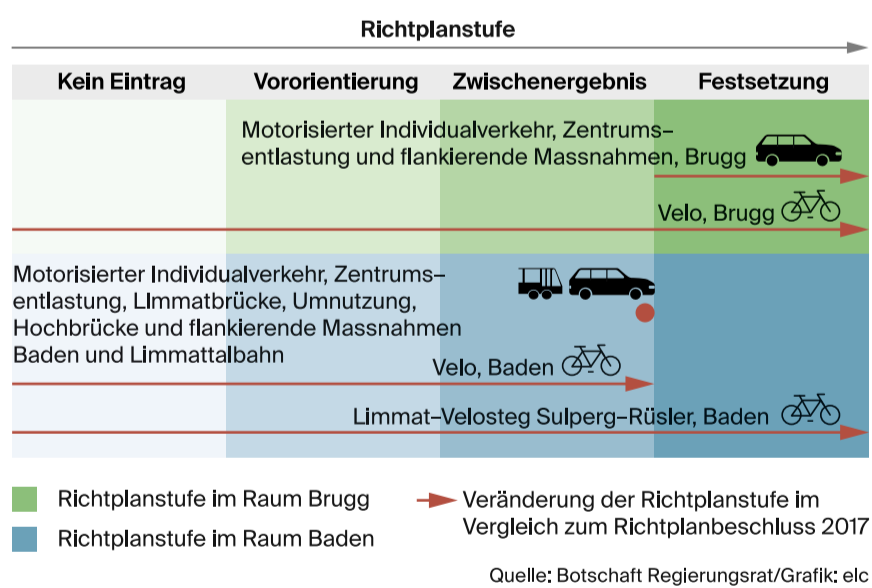 Richtplanstufe
Kein Eintrag Vororientierung Zwischenergebnis Festsetzung
Motorisierter Individualverkehr, Zentrums-
entlastung und flankierende Massnahmen, Brugg
Velo, Brugg
Motorisierter Individualverkehr, Zentrums-
entlastung, LImmatbrücke, Umnutzung,
Hochbrücke und flankierende Massnahmen
Baden und Limmattalbahn
Velo, Baden
Limmat-Velosteg Sulperg-Rüsler, Baden
Richtplanstufe im Raum Brugg
Richtplanstufe im Raum Baden
Veränderung der Richtplanstufe im
Vergleich zum Richtplanbeschluss 2017
Quelle: Botschaft Regierungsrat/Grafik: elc